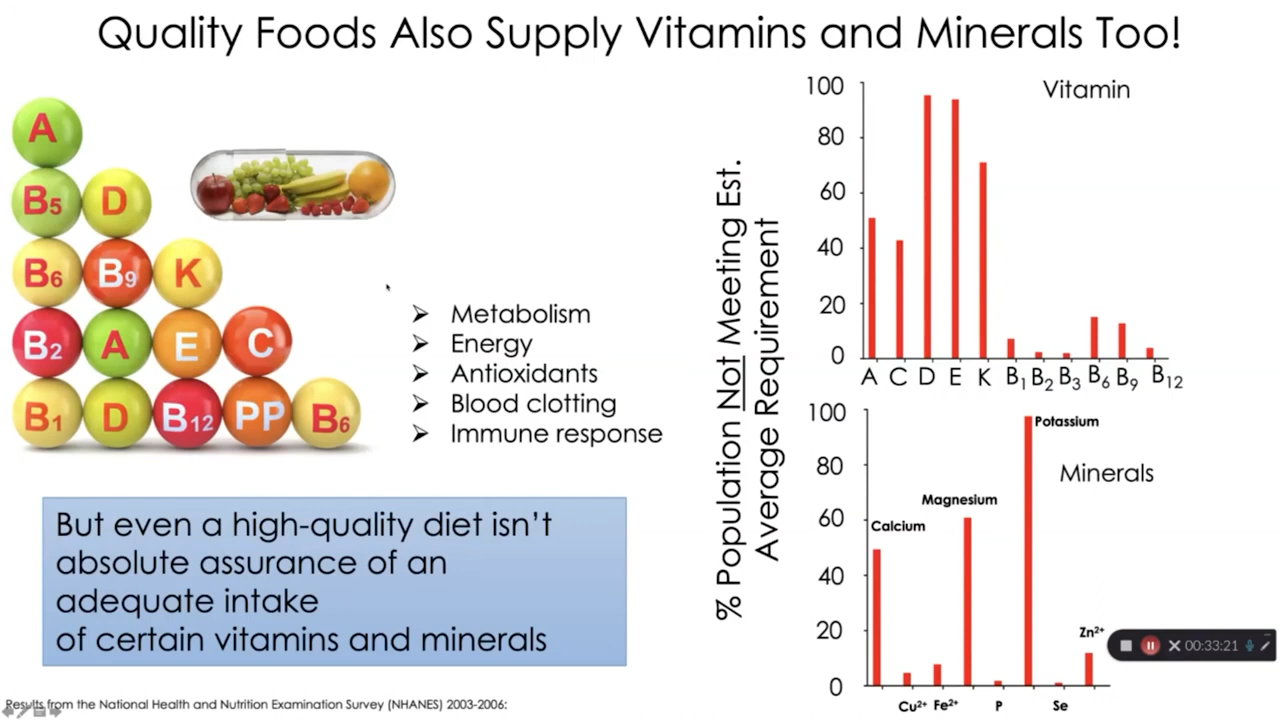 Quality Foods Also Supply Vitamins and Minerals Too!
A
B5 D
B6 B9 K
B2 A E C
B1 D B12 PP B6
➢ Metabolism
➢ Energy
➢ Antioxidants
➢ Blood clotting
➢ Immune response
But even a high-quality diet isn't
absolute assurance of an
adequate intake
of certain vitamins and minerals
Results from the National Health and Nutrition Examination Survey (NHANES) 2003-2006:
% Population Not Meeting Est.
Average Requirement
Vitamin
100
80
60
40
20
0
A C D E K B1 B2 B3 B6 B9 B12
Minerals
100
80
60
40
20
0
Potassium
Magnesium
Calcium
Zn2+
Cu2+ Fe2+ P Se
00:33:21